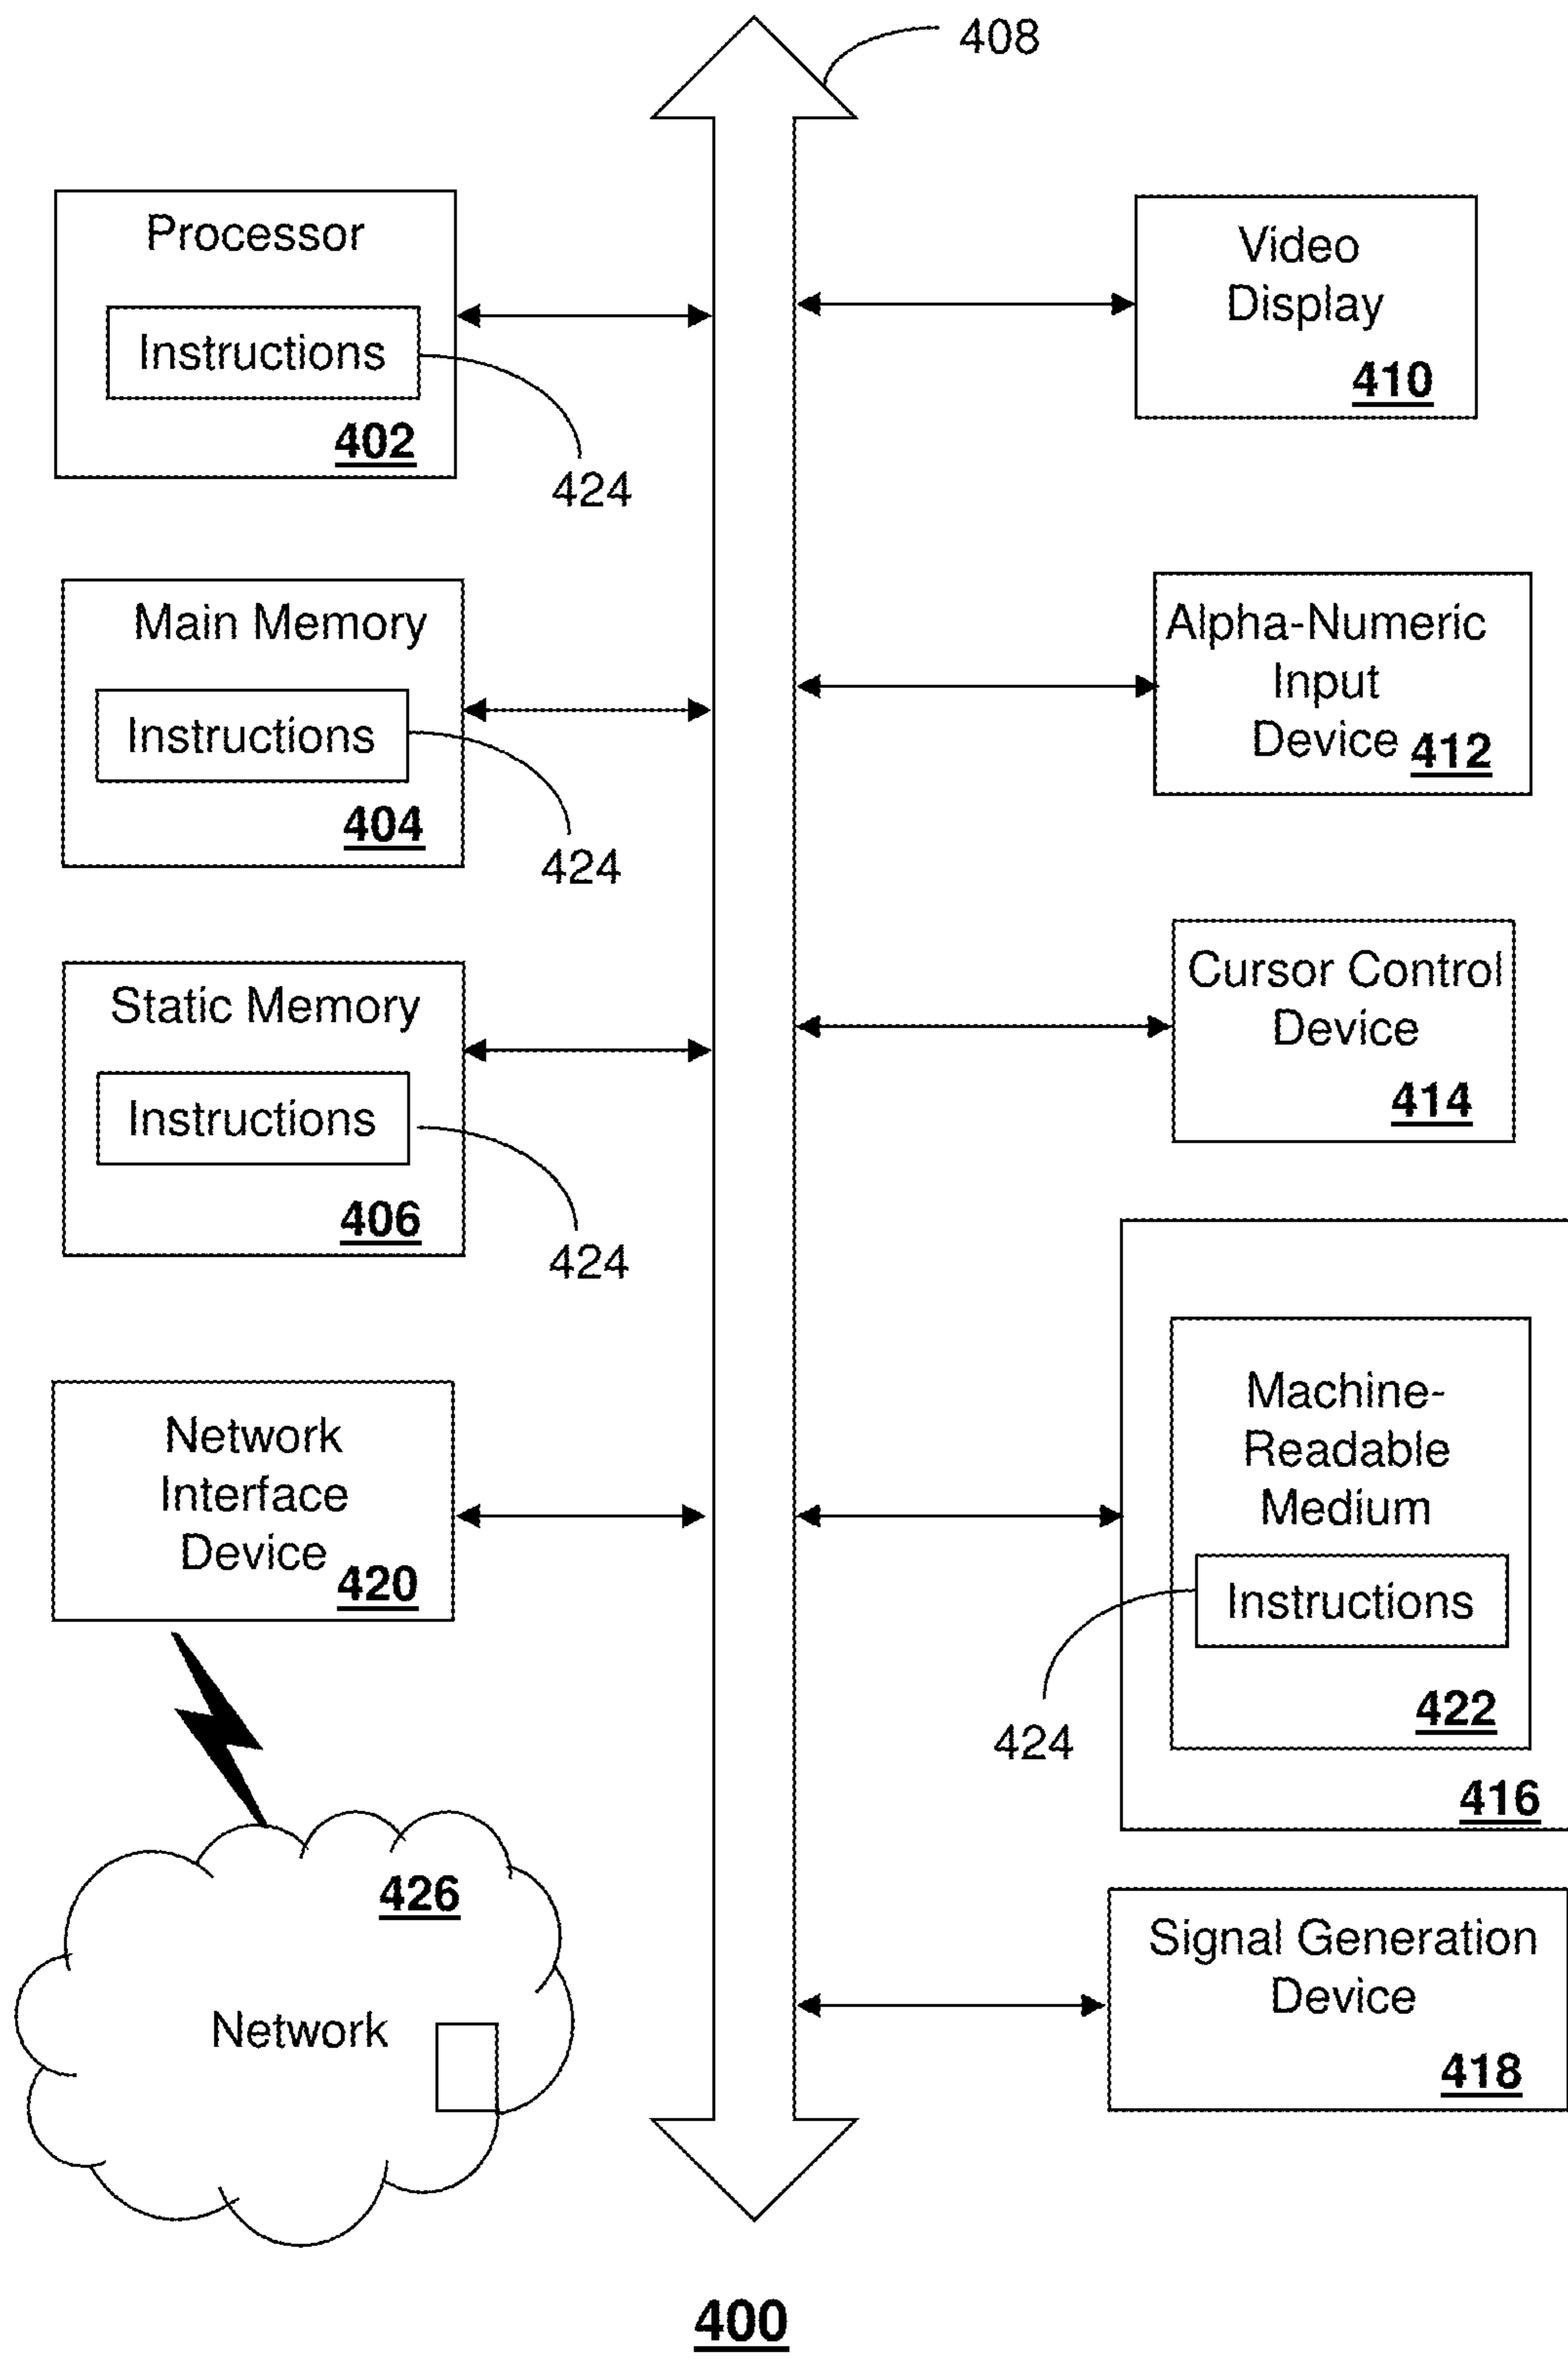 408
Processor
Instructions
402
424
Main Memory
Instructions
404
424
Static Memory
Instructions
406
424
Network
Interface
Device
420
426
Network
Video
Display
410
Alpha-Numeric
Input
Device
412
Cursor Control
Device
414
Machine-
Readable
Medium
Instructions
424
422
416
Signal Generation
Device
418
400